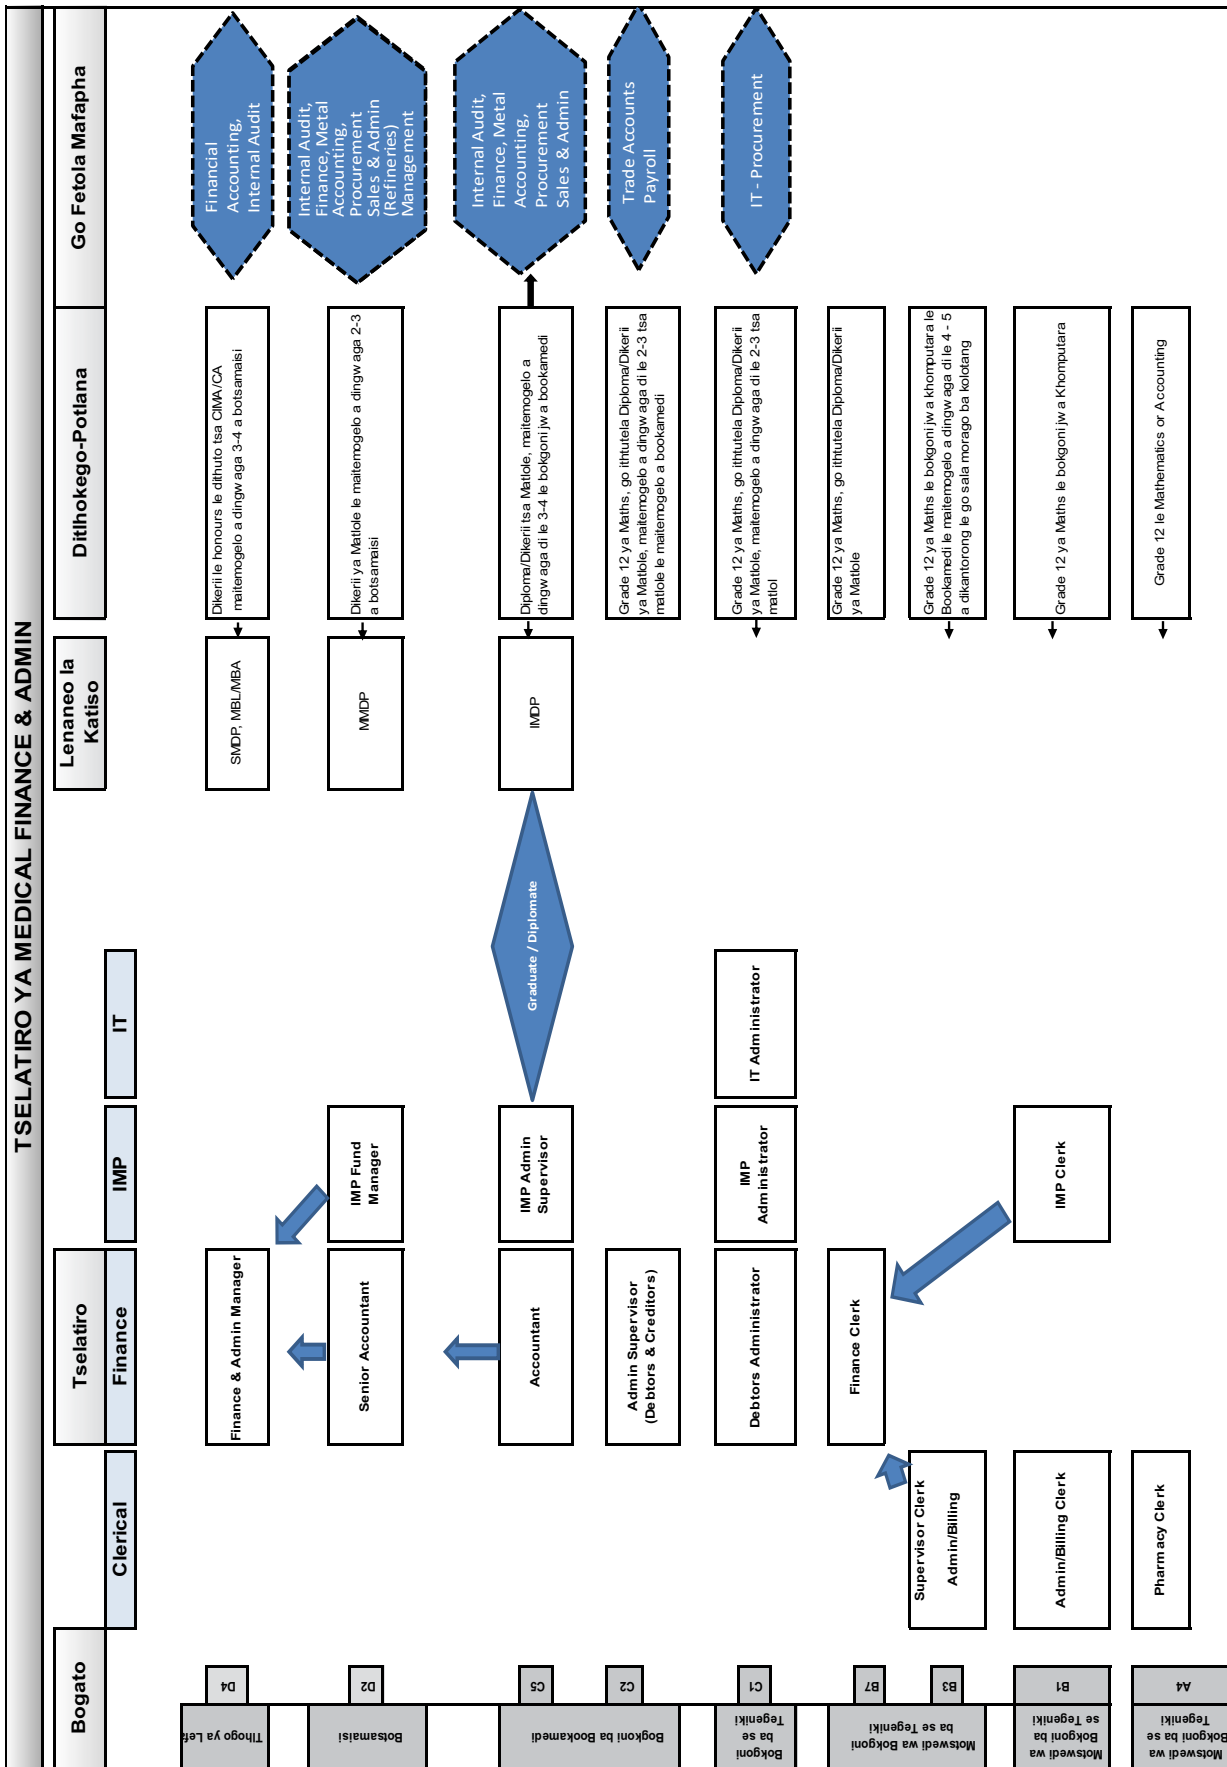 TSELATIRO YA MEDICAL FINANCE & ADMIN
Bogato
Tselatiro
Lenaneo la
Katiso
Ditlhokego-Potlana
Go Fetola Mafapha
Clerical
Finance
IMP
IT
Tlhogo ya Lefa
D4
Finance & Admin Manager
SMDP, MBL/MBA
Dikerii le honours le dithuto tsa CIMA/CA
maitemogelo a dingwaga 3-4 a botsamaisi
Financial
Accounting,
Internal Audit
Botsamaisi
D2
Senior Accountant
IMP Fund
Manager
MMDP
Dikerii ya Matlole le maitemogelo a dingwaga 2-3
a botsamaisi
Internal Audit,
Finance, Metal
Accounting,
Procurement
Sales & Admin
(Refineries)
Management
Bogkoni ba Bookamedi
C5
Accountant
IMP Admin
Supervisor
Graduate / Diplomate
IMDP
Diploma/Dikerii tsa Matlole, maitemogelo a
dingwaga di le 3-4 le bokgoni jwa a bookamedi
Internal Audit,
Finance, Metal
Accounting,
Procurement
Sales & Admin
C2
Admin Supervisor
(Debtors & Creditors)
Grade 12 ya Maths, go ithtutela Diploma/Dikerii
ya Matlole, maitemogelo a dingwaga di le 2-3 tsa
matlole le maitemogelo a bookamedi
Trade Accounts
Payroll
Bokgoni
ba se
Tegeniki
C1
Debtors Administrator
IMP
Administrator
IT Administrator
Grade 12 ya Maths, go ithtutela Diploma/Dikerii
ya Matlole, maitemogelo a dingwaga di le 2-3 tsa
matlol
IT - Procurement
Motswedi wa Bokgoni
ba se Tegeniki
B7
Finance Clerk
Grade 12 ya Maths, go ithtutela Diploma/Dikerii
ya Matlole
B3
Supervisor Clerk
Admin/Billing
Grade 12 ya Maths le bokgoni jwa khomputara le
Bookamedi le maitemogelo a dingwaga di le 4 - 5
a dikantorong le go sala morago ba kolotang
Motswedi wa
Bokgoni ba
se Tegeniki
B1
Admin/Billing Clerk
IMP Clerk
Grade 12 ya Maths le bokgoni jwa Khomputara
Motswedi wa
Bokgoni ba se
Tegeniki
A4
Pharmacy Clerk
Grade 12 le Mathematics or Accounting